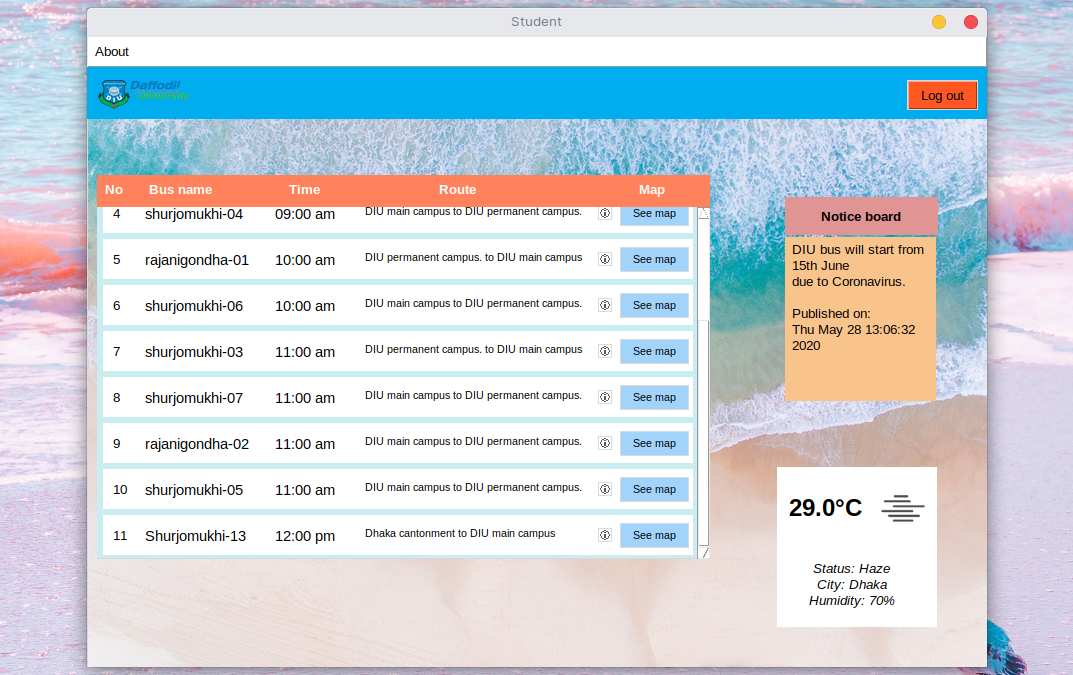 Student
About
Daffodil
University
Log out
No Bus name Time Route Map
4 shurjomukhi-04 09:00 am DIU main campus to DIU permanent campus. See map
5 rajanigondha-01 10:00 am DIU permanent campus. to DIU main campus See map
6 shurjomukhi-06 10:00 am DIU main campus to DIU permanent campus. See map
7 shurjomukhi-03 11:00 am DIU permanent campus. to DIU main campus See map
8 shurjomukhi-07 11:00 am DIU main campus to DIU permanent campus. See map
9 rajanigondha-02 11:00 am DIU main campus to DIU permanent campus. See map
10 shurjomukhi-05 11:00 am DIU main campus to DIU permanent campus. See map
11 Shurjomukhi-13 12:00 pm Dhaka cantonment to DIU main campus See map
Notice board
DIU bus will start from
15th June
due to Coronavirus.
Published on:
Thu May 28 13:06:32
2020
29.0°C
Status: Haze
City: Dhaka
Humidity: 70%